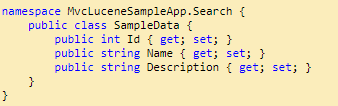 namespace MvcLuceneSampleApp.Search {
    public class SampleData {
        public int Id { get; set; }
        public string Name { get; set; }
        public string Description { get; set; }
    }
}